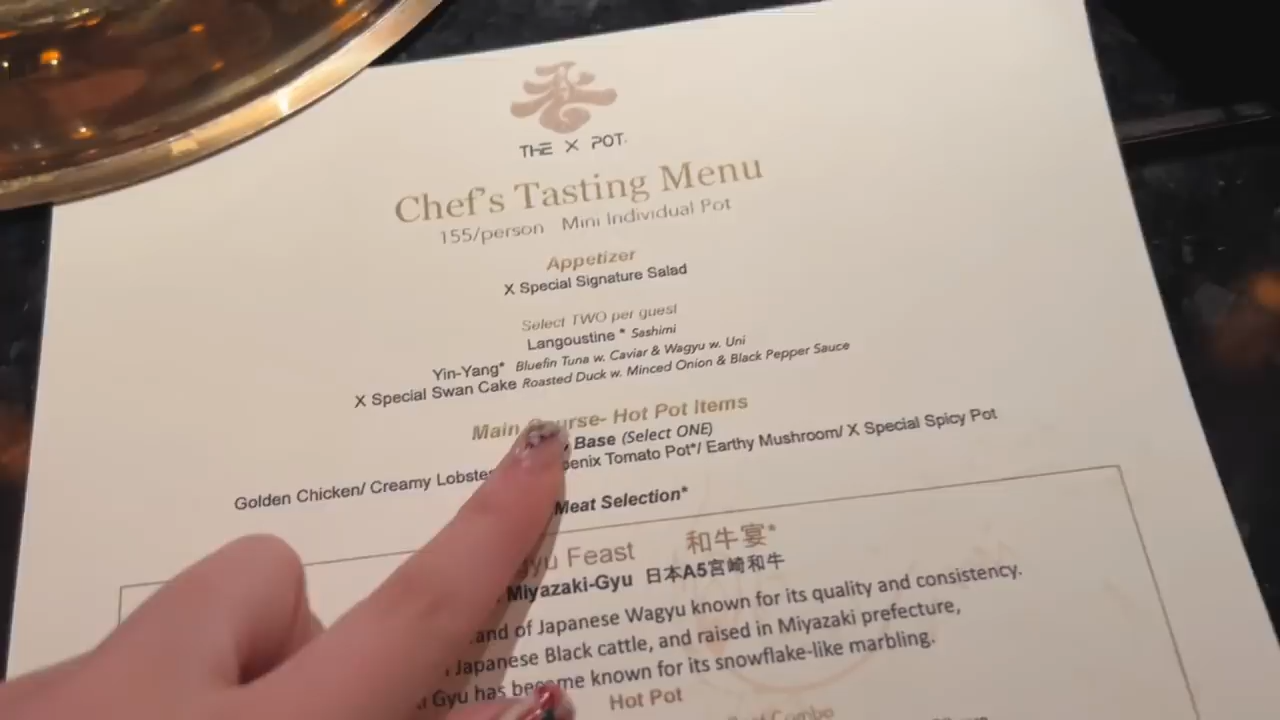 THE X POT.
Chef's Tasting Menu
155/person Mini Individual Pot
Appetizer
X Special Signature Salad
Select TWO per guest
Langoustine * Sashimi
Yin-Yang* Bluefin Tuna w. Caviar & Wagyu w. Uni
X Special Swan Cake Roasted Duck w. Minced Onion & Black Pepper Sauce
Main Course- Hot Pot Items
Base (Select ONE)
Golden Chicken/ Creamy Lobster Tomato Pot*/ Earthy Mushroom/ X Special Spicy Pot
Meat Selection*
Feast 和牛宴*
Miyazaki-Gyu 日本A5宮崎和牛
of Japanese Wagyu known for its quality and consistency.
Japanese Black cattle, and raised in Miyazaki prefecture,
Gyu has become known for its snowflake-like marbling.
Hot Pot
Combo